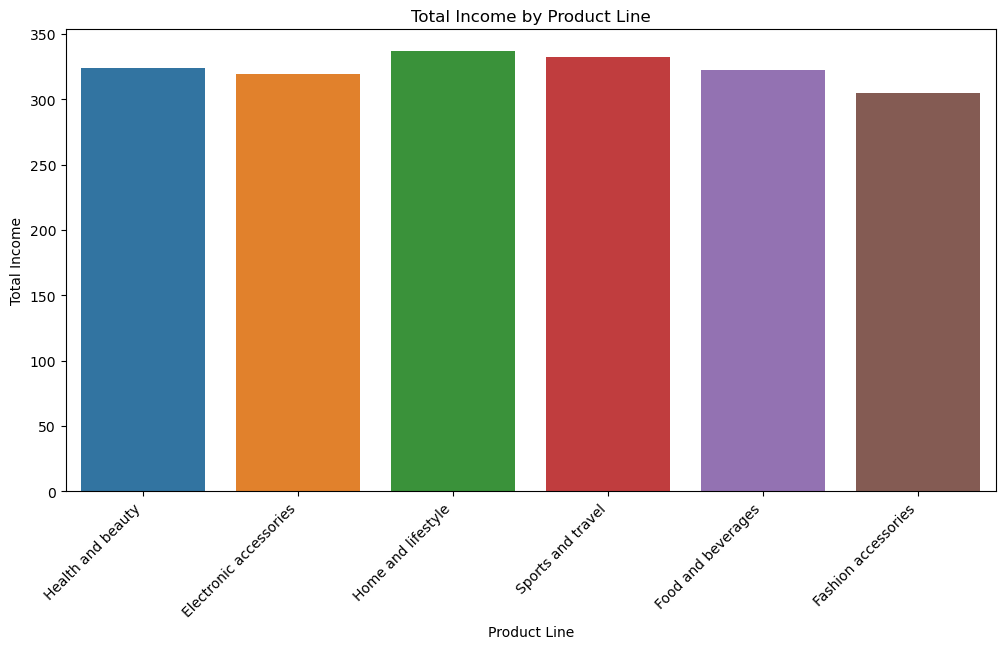 Total Income by Product Line
Total Income
350
300
250
200
150
100
50
0
Health and beauty
Electronic accessories
Home and lifestyle
Sports and travel
Food and beverages
Fashion accessories
Product Line